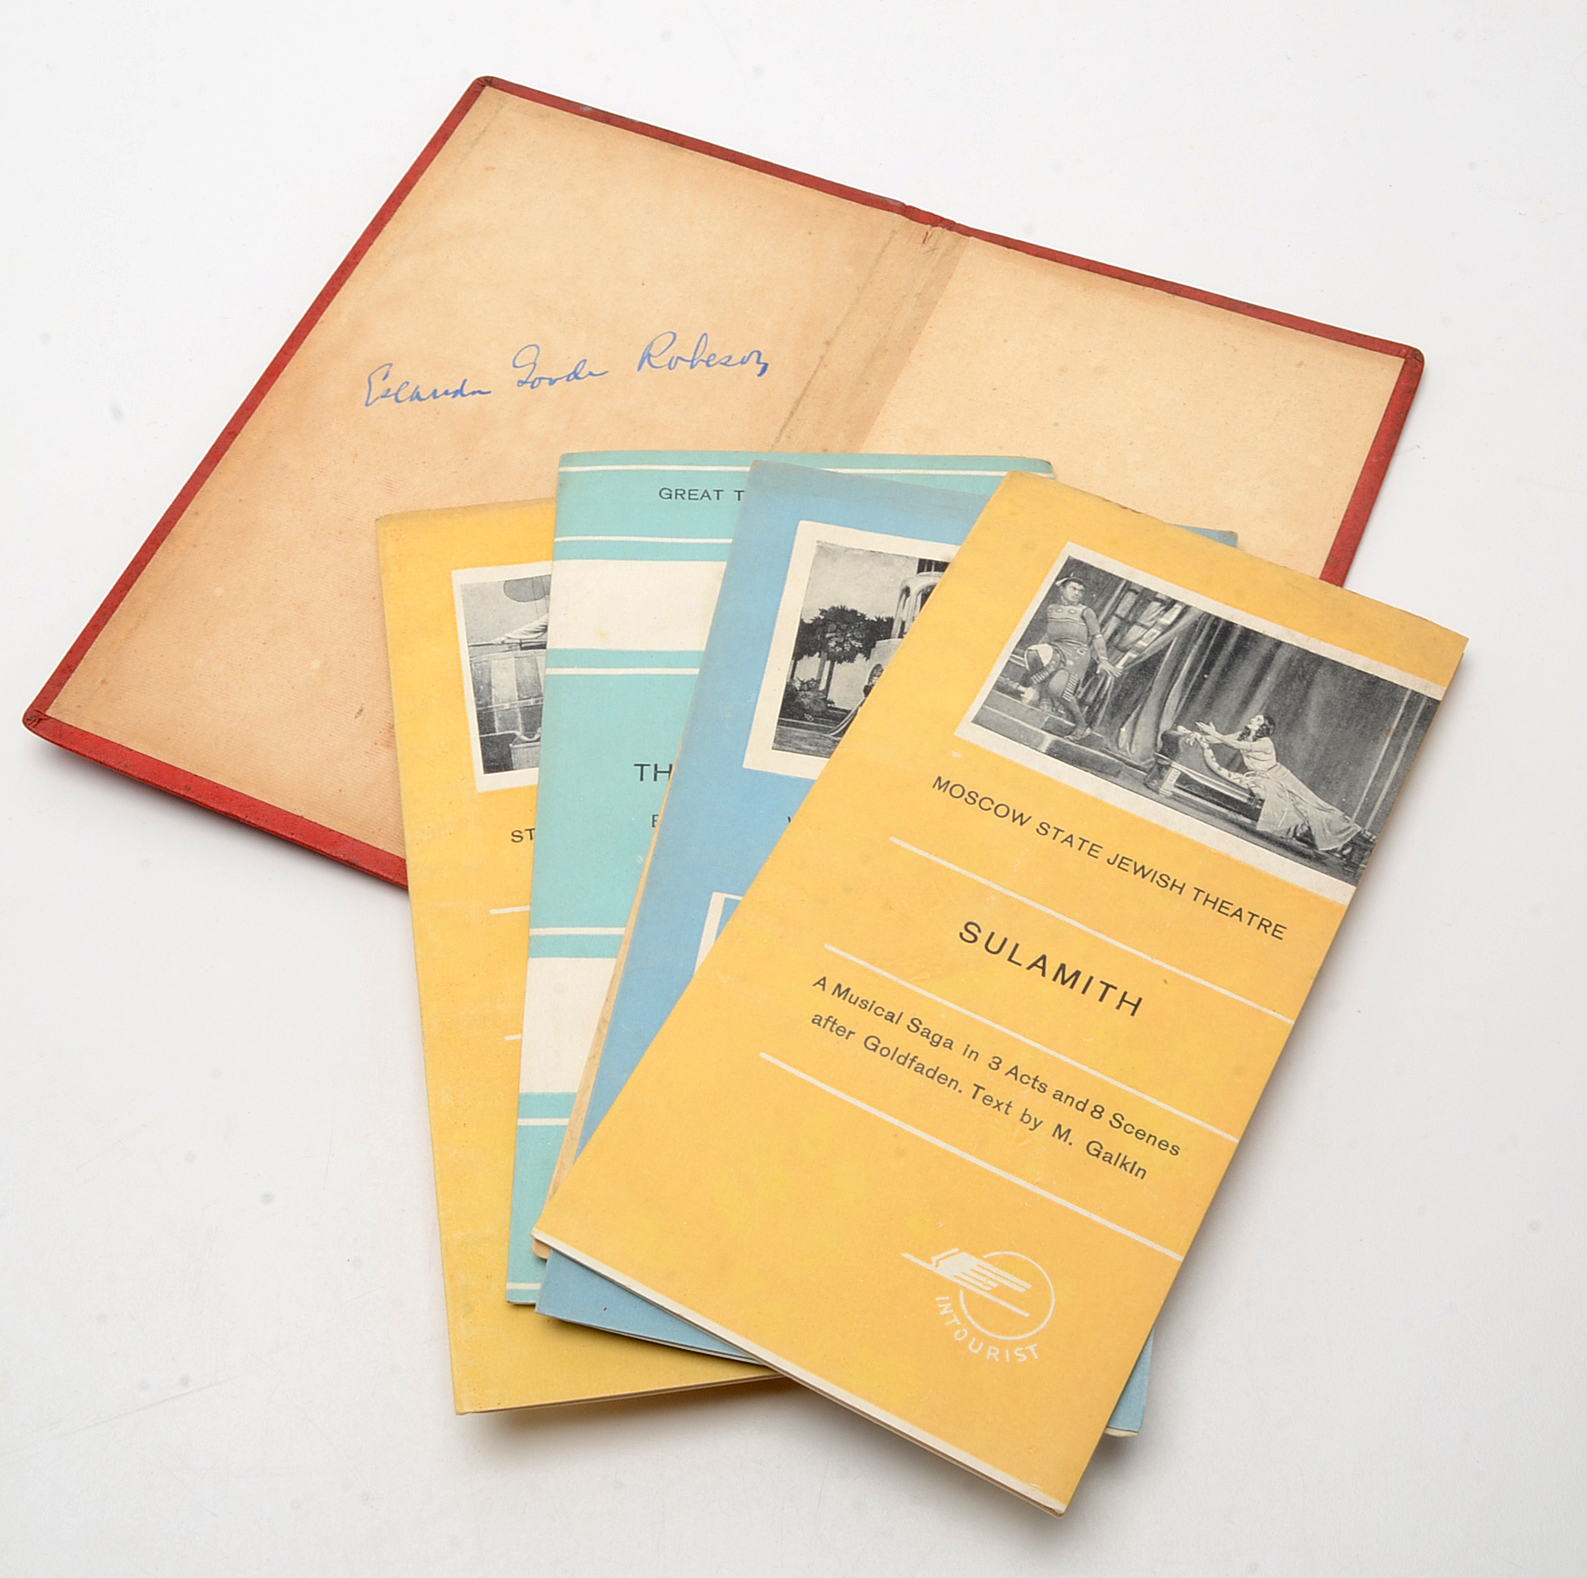 Eslanda Goode Robeson
GREAT T
TH
ST
MOSCOW STATE JEWISH THEATRE
SULAMITH
A Musical Saga in 3 Acts and 8 Scenes
after Goldfaden. Text by M. Galkin
INTOURIST